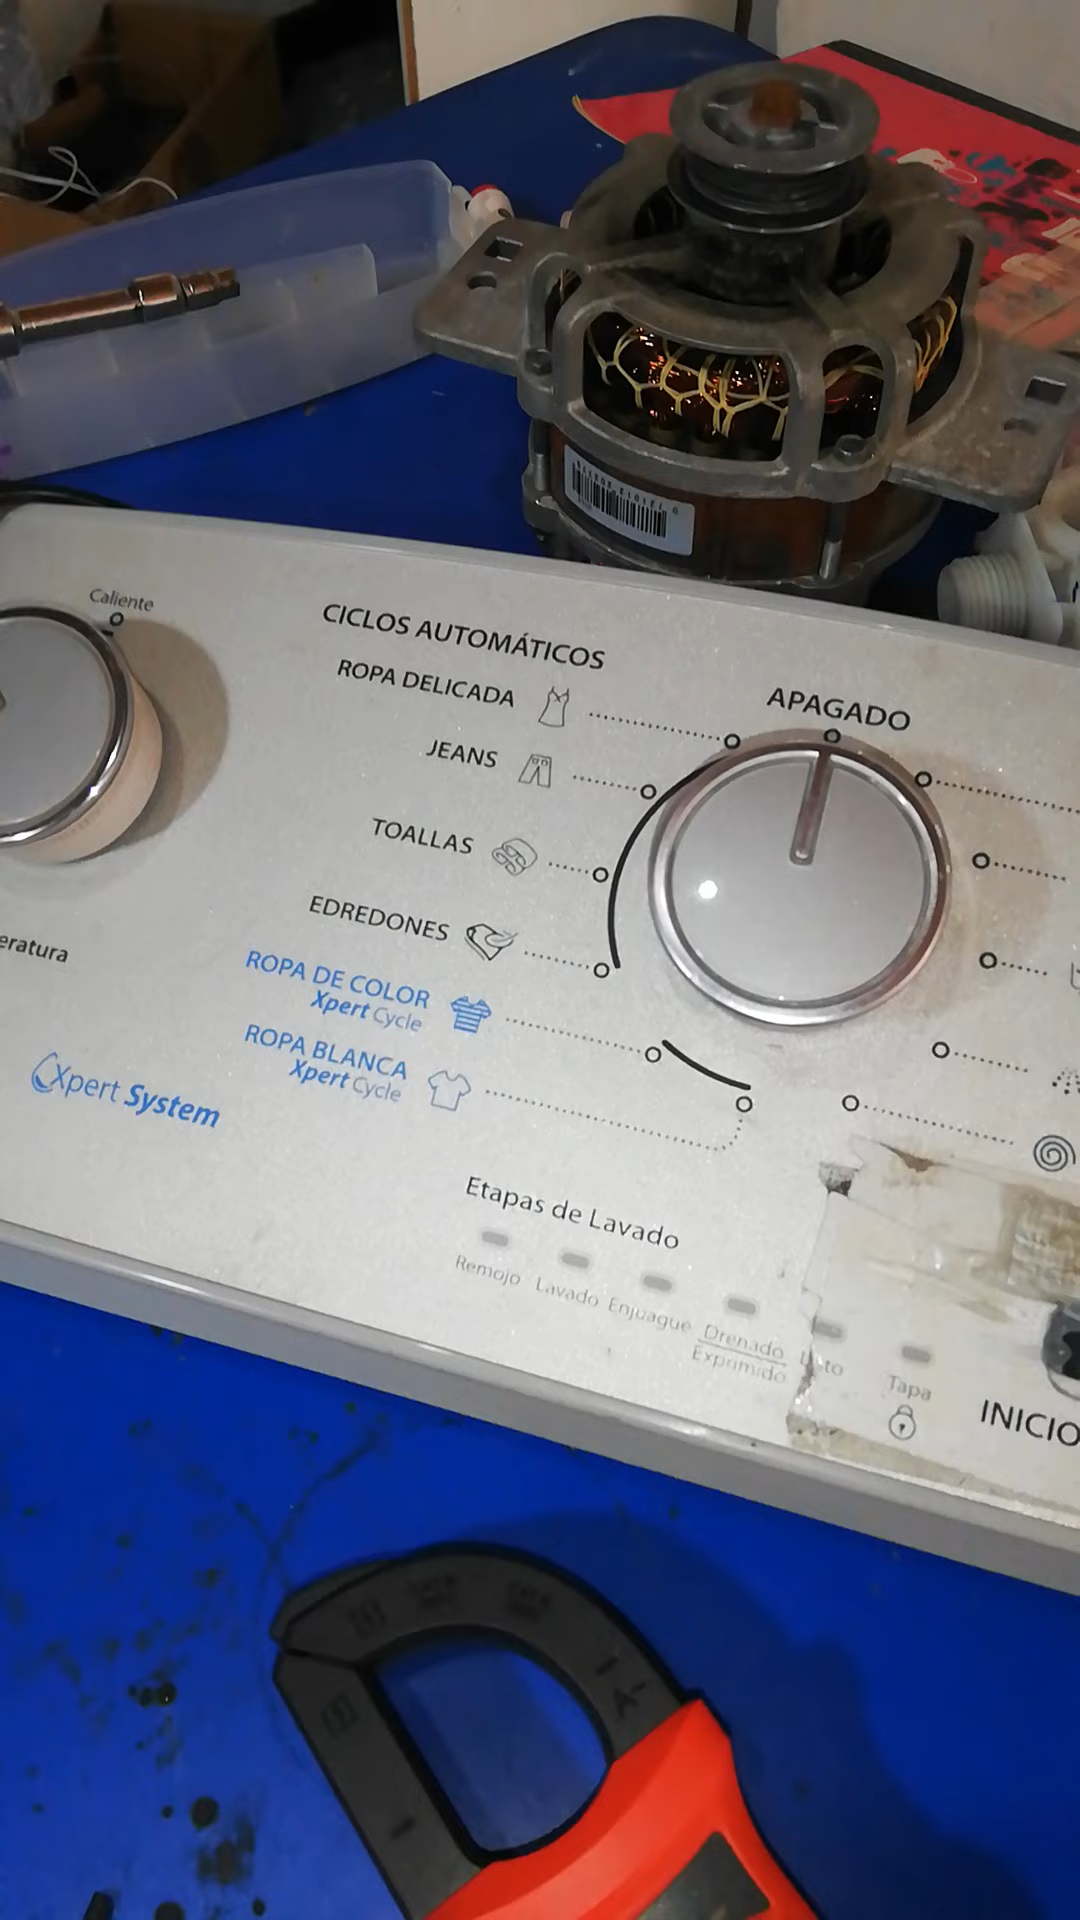 Caliente
CICLOS AUTOMÁTICOS
ROPA DELICADA
APAGADO
JEANS
TOALLAS
EDREDONES
eratura
ROPA DE COLOR
Xpert Cycle
ROPA BLANCA
Xpert Cycle
Xpert System
Etapas de Lavado
Remojo
Lavado
Enjuague
Drenado
Exprimido
Tapa
INICIO
A~